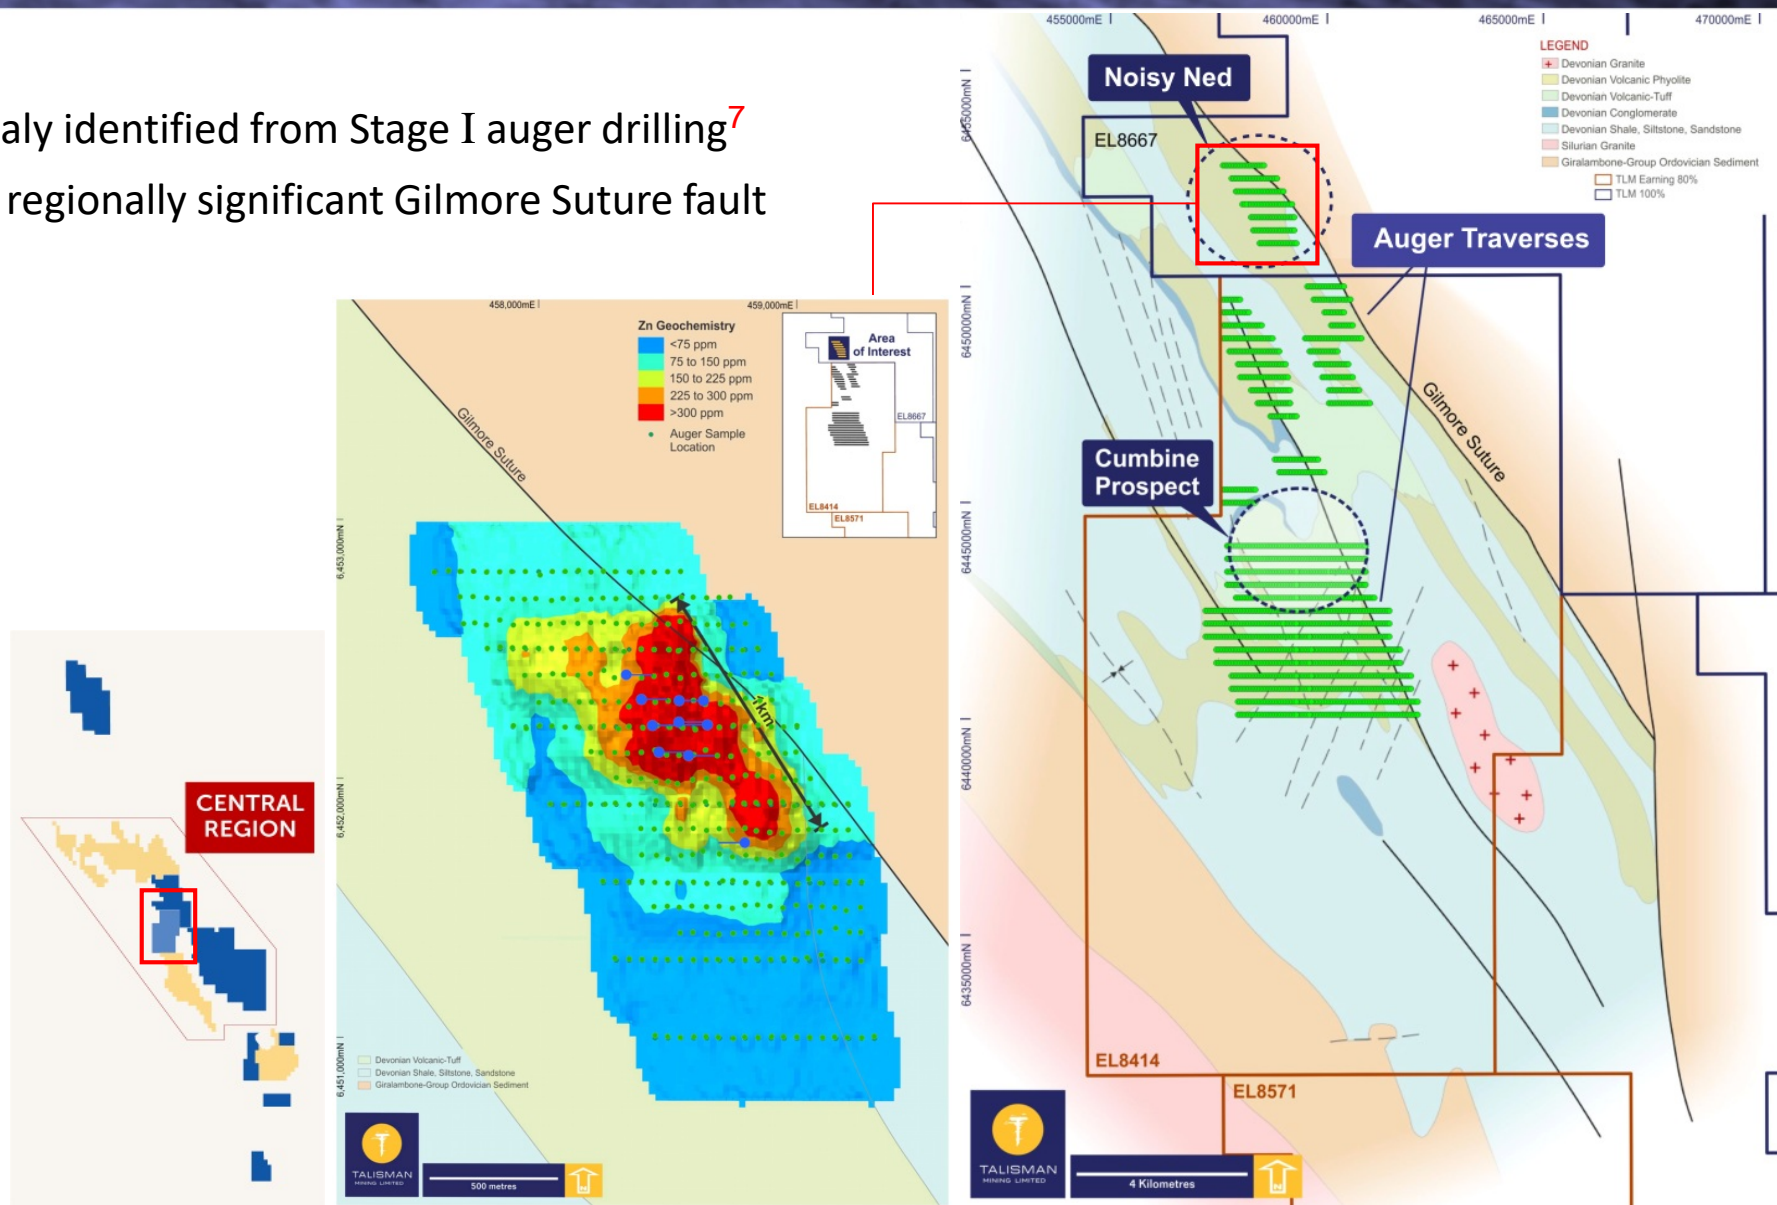 aly identified from Stage I auger drilling7
regionally significant Gilmore Suture fault
CENTRAL
REGION
458,000mE
459,000mE
6,453,000mN
6,452,000mN
6,451,000mN
Zn Geochemistry
<75 ppm
75 to 150 ppm
150 to 225 ppm
225 to 300 ppm
>300 ppm
Auger Sample
Location
Area
of Interest
EL8667
EL8414
EL8571
Gilmore Suture
1km
Devonian Volcanic-Tuff
Devonian Shale, Siltstone, Sandstone
Giralambone-Group Ordovician Sediment
TALISMAN
MINING LIMITED
500 metres
N
455000mE
460000mE
465000mE
470000mE
6455000mN
6450000mN
6445000mN
6440000mN
6435000mN
LEGEND
Devonian Granite
Devonian Volcanic Phyolite
Devonian Volcanic-Tuff
Devonian Conglomerate
Devonian Shale, Siltstone, Sandstone
Silurian Granite
Giralambone-Group Ordovician Sediment
TLM Earning 80%
TLM 100%
Noisy Ned
EL8667
Auger Traverses
Gilmore Suture
Cumbine
Prospect
EL8414
EL8571
TALISMAN
MINING LIMITED
4 Kilometres
N